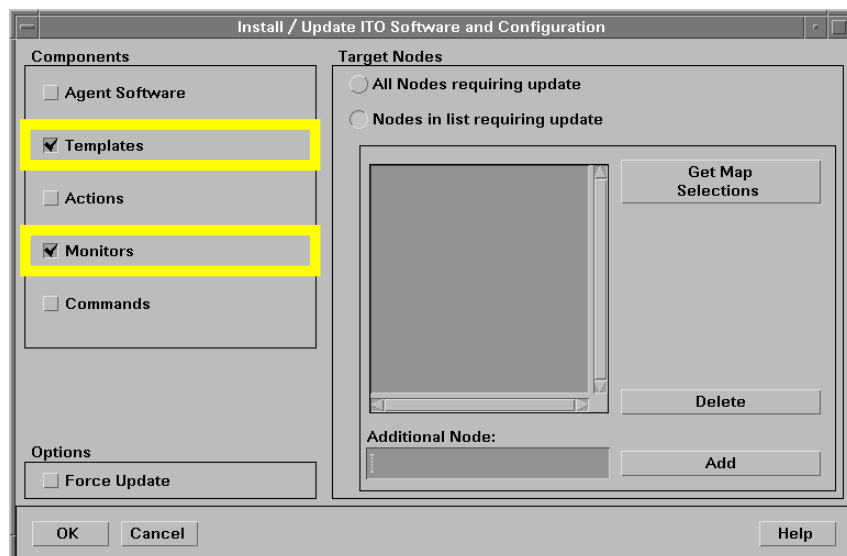 Install / Update ITO Software and Configuration
Components
Target Nodes
Agent Software
Templates
Actions
Monitors
Commands
All Nodes requiring update
Nodes in list requiring update
Get Map
Selections
Delete
Additional Node:
Add
Options
Force Update
OK
Cancel
Help